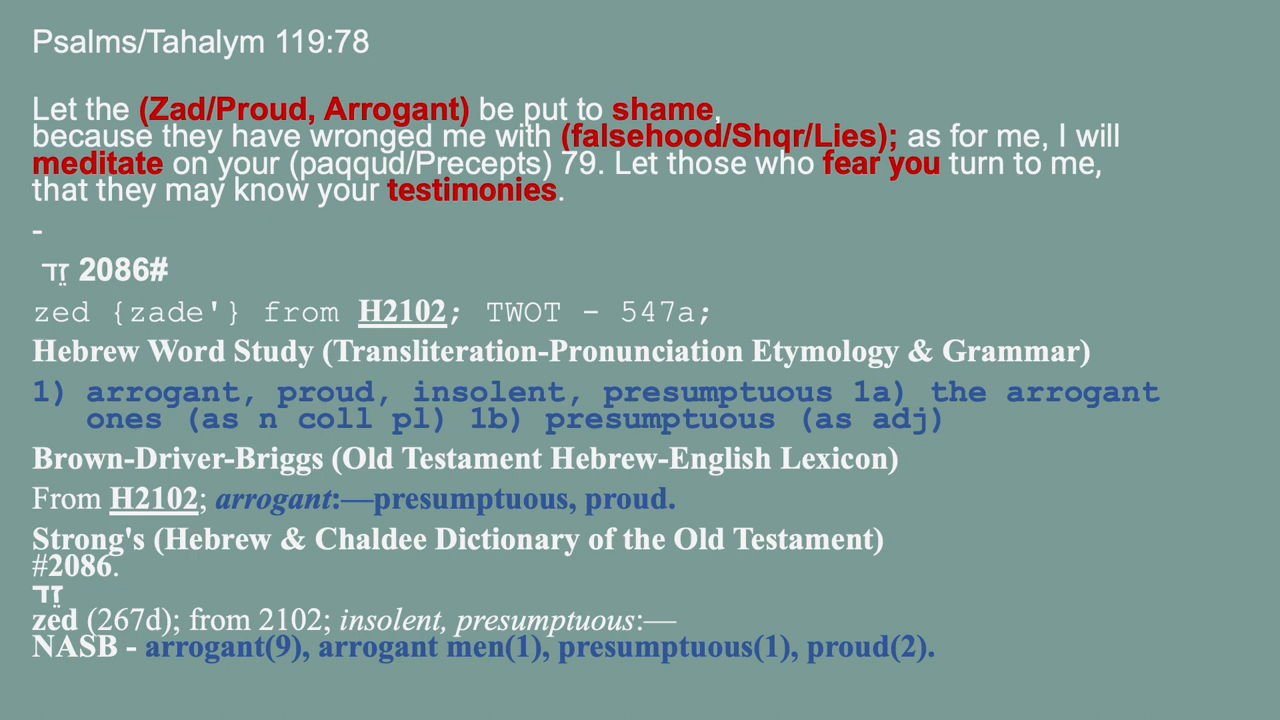 Psalms/Tahalym 119:78
Let the (Zad/Proud, Arrogant) be put to shame,
because they have wronged me with (falsehood/Shqr/Lies); as for me, I will
meditate on your (paqqud/Precepts) 79. Let those who fear you turn to me,
that they may know your testimonies.
-
זֵד 2086#
zed {zade'} from H2102; TWOT - 547a;
Hebrew Word Study (Transliteration-Pronunciation Etymology & Grammar)
1) arrogant, proud, insolent, presumptuous 1a) the arrogant
ones (as n coll pl) 1b) presumptuous (as adj)
Brown-Driver-Briggs (Old Testament Hebrew-English Lexicon)
From H2102; arrogant:—presumptuous, proud.
Strong's (Hebrew & Chaldee Dictionary of the Old Testament)
#2086.
זֵד
zed (267d); from 2102; insolent, presumptuous:—
NASB - arrogant(9), arrogant men(1), presumptuous(1), proud(2).